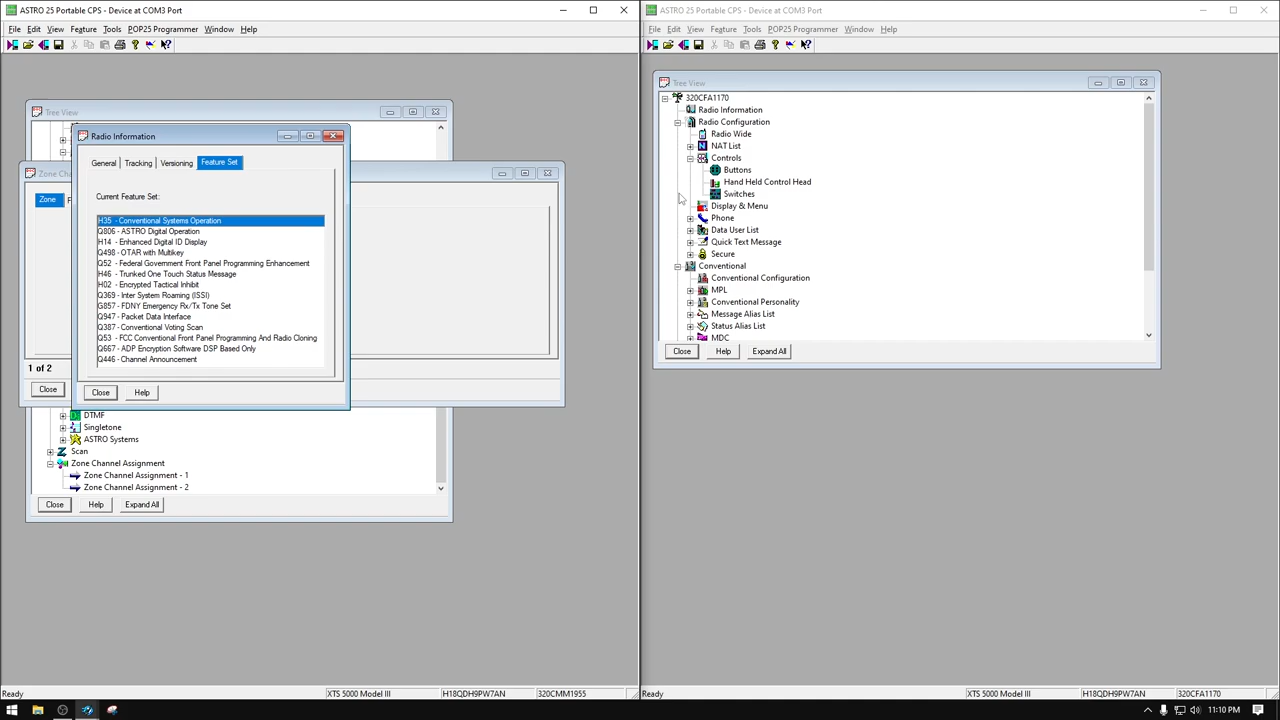 ASTRO 25 Portable CPS - Device at COM3 Port
File Edit View Feature Tools POP25 Programmer Window Help
Tree View
Radio Information
General Tracking Versioning Feature Set
Zone Cha
Zone
Current Feature Set:
H35 - Conventional Systems Operation
Q806 - ASTRO Digital Operation
H14 - Enhanced Digital ID Display
Q498 - OTAR with Multikey
Q52 - Federal Government Front Panel Programming Enhancement
H46 - Trunked One Touch Status Message
H02 - Encrypted Tactical Inhibit
Q369 - Inter System Roaming (ISSI)
G857 - FDNY Emergency Rx/Tx Tone Set
Q947 - Packet Data Interface
Q387 - Conventional Voting Scan
Q53 - FCC Conventional Front Panel Programming And Radio Cloning
Q667 - ADP Encryption Software DSP Based Only
Q446 - Channel Announcement
1 of 2
Close
Close Help
DTMF
Singletone
ASTRO Systems
Scan
Zone Channel Assignment
Zone Channel Assignment - 1
Zone Channel Assignment - 2
Close Help Expand All
Ready XTS 5000 Model III H18QDH9PW7AN 320CMM1955
ASTRO 25 Portable CPS - Device at COM3 Port
File Edit View Feature Tools POP25 Programmer Window Help
Tree View
320CFA1170
Radio Information
Radio Configuration
Radio Wide
NAT List
Controls
Buttons
Hand Held Control Head
Switches
Display & Menu
Phone
Data User List
Quick Text Message
Secure
Conventional
Conventional Configuration
MPL
Conventional Personality
Message Alias List
Status Alias List
MDC
Close Help Expand All
Ready XTS 5000 Model III H18QDH9PW7AN 320CFA1170
11:10 PM